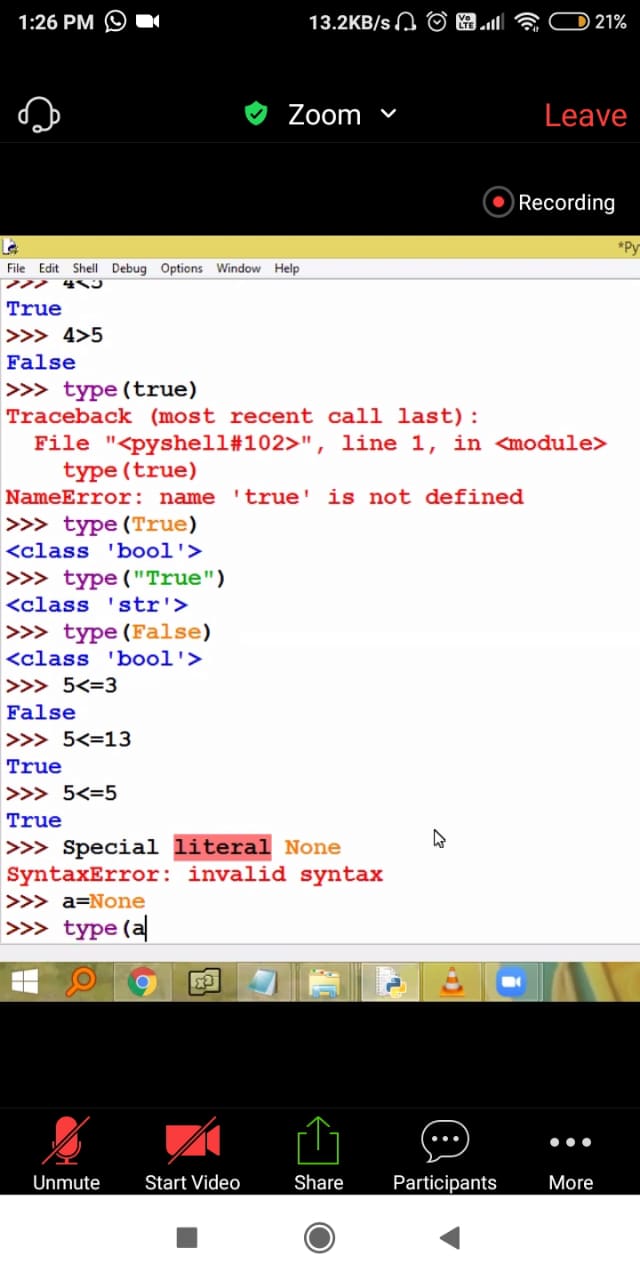 1:26 PM
13.2KB/s
Vo LTE
21%
Zoom
Leave
Recording
*Py
File Edit Shell Debug Options Window Help
>>> 4<5
True
>>> 4>5
False
>>> type(true)
Traceback (most recent call last):
File "<pyshell#102>", line 1, in <module>
type(true)
NameError: name 'true' is not defined
>>> type(True)
<class 'bool'>
>>> type("True")
<class 'str'>
>>> type(False)
<class 'bool'>
>>> 5<=3
False
>>> 5<=13
True
>>> 5<=5
True
>>> Special literal None
SyntaxError: invalid syntax
>>> a=None
>>> type(a
Unmute
Start Video
Share
Participants
More